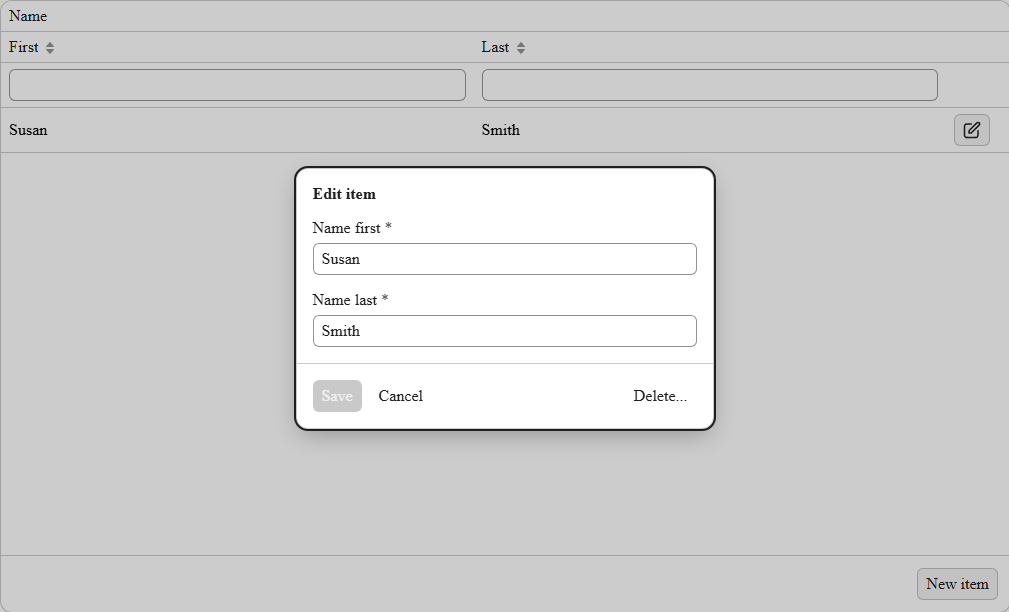 Name
First Last
Susan Smith
Edit item
Name first *
Susan
Name last *
Smith
Save Cancel Delete...
New item